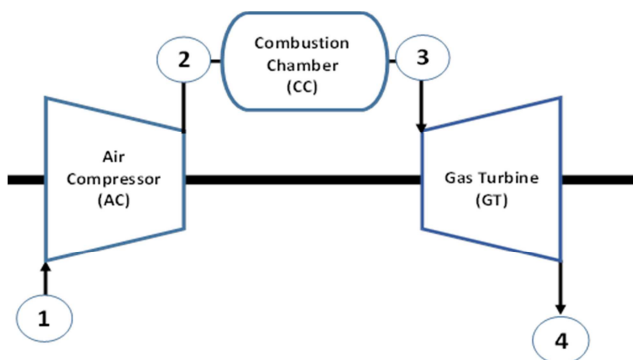 2
Combustion
Chamber
(CC)
3
Air
Compressor
(AC)
Gas Turbine
(GT)
1
4